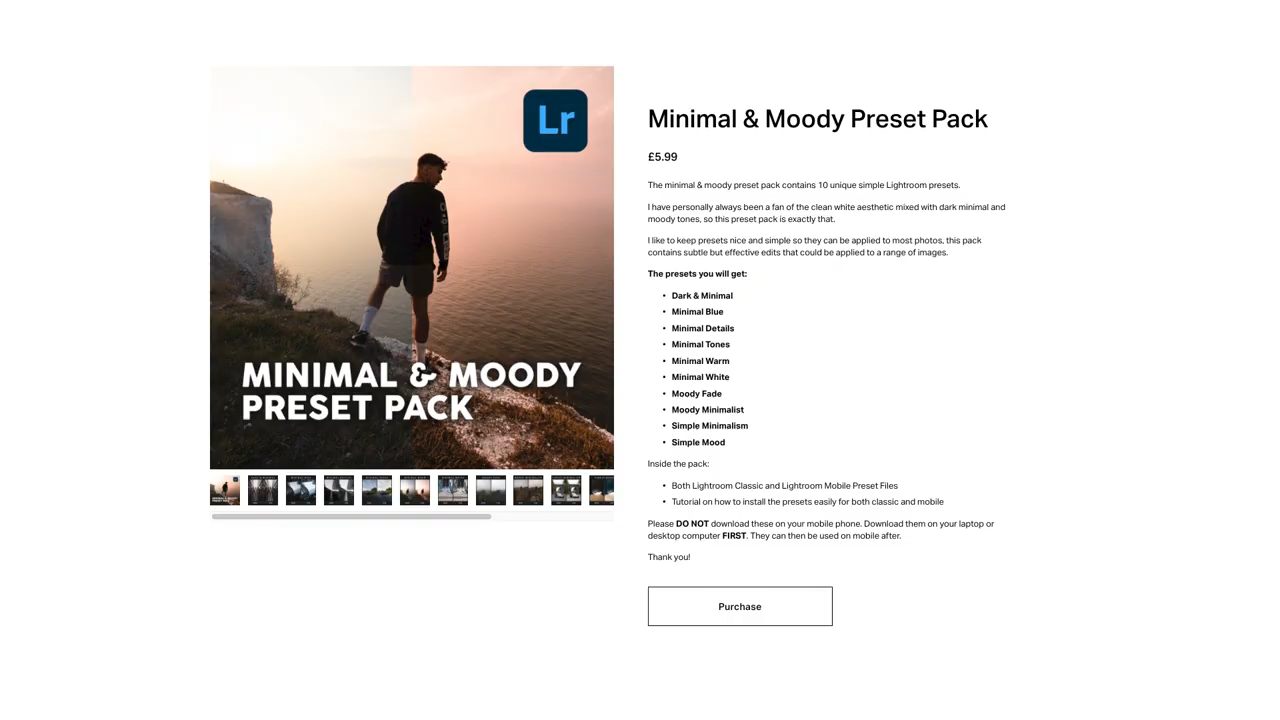 Lr
MINIMAL & MOODY
PRESET PACK
Minimal & Moody Preset Pack
£5.99
The minimal & moody preset pack contains 10 unique simple Lightroom presets.
I have personally always been a fan of the clean white aesthetic mixed with dark minimal and
moody tones, so this preset pack is exactly that.
I like to keep presets nice and simple so they can be applied to most photos, this pack
contains subtle but effective edits that could be applied to a range of images.
The presets you will get:
• Dark & Minimal
• Minimal Blue
• Minimal Details
• Minimal Tones
• Minimal Warm
• Minimal White
• Moody Fade
• Moody Minimalist
• Simple Minimalism
• Simple Mood
Inside the pack:
• Both Lightroom Classic and Lightroom Mobile Preset Files
• Tutorial on how to install the presets easily for both classic and mobile
Please DO NOT download these on your mobile phone. Download them on your laptop or
desktop computer FIRST. They can then be used on mobile after.
Thank you!
Purchase